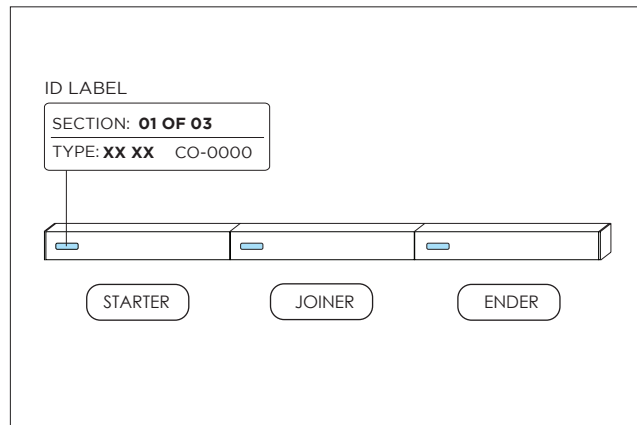 ID LABEL
SECTION: 01 OF 03
TYPE: XX XX CO-0000
STARTER
JOINER
ENDER